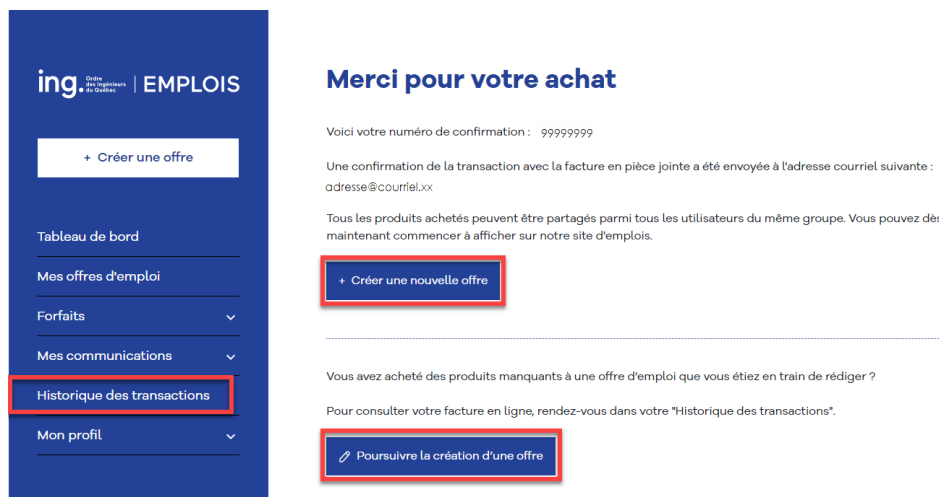 ing. Ordre des ingénieurs du Québec | EMPLOIS
+ Créer une offre
Tableau de bord
Mes offres d'emploi
Forfaits
Mes communications
Historique des transactions
Mon profil
Merci pour votre achat
Voici votre numéro de confirmation : 99999999
Une confirmation de la transaction avec la facture en pièce jointe a été envoyée à l'adresse courriel suivante :
adresse@courriel.xx
Tous les produits achetés peuvent être partagés parmi tous les utilisateurs du même groupe. Vous pouvez dès
maintenant commencer à afficher sur notre site d'emplois.
+ Créer une nouvelle offre
Vous avez acheté des produits manquants à une offre d'emploi que vous étiez en train de rédiger ?
Pour consulter votre facture en ligne, rendez-vous dans votre "Historique des transactions".
Poursuivre la création d'une offre